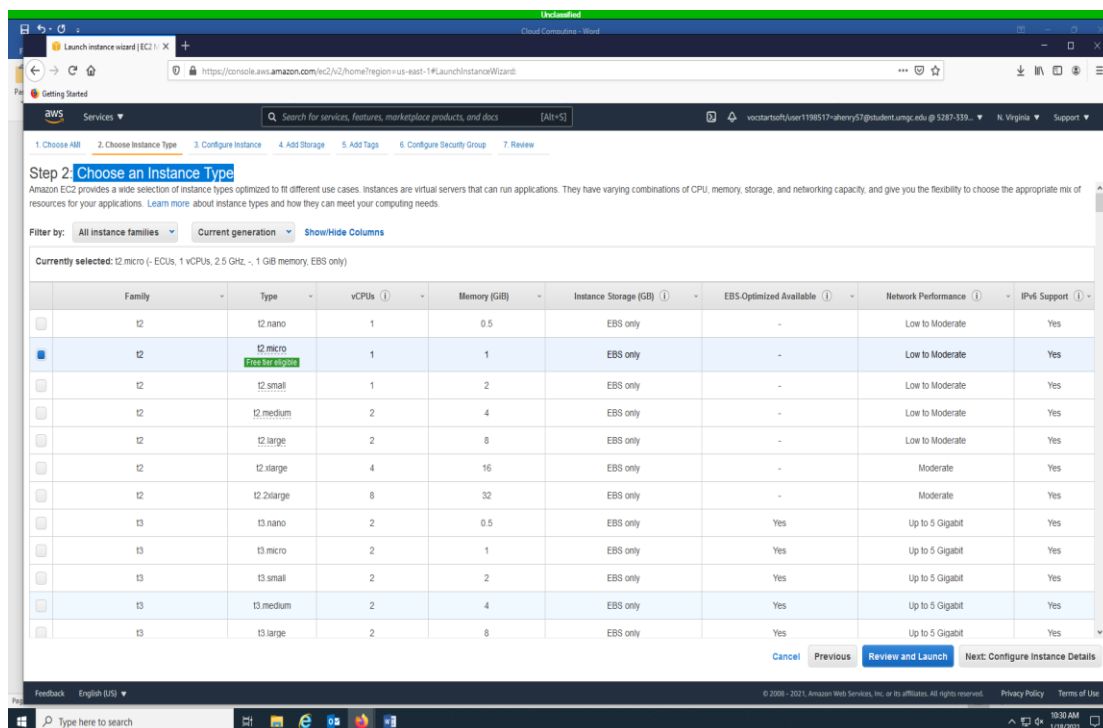 Unclassified
Cloud Computing - Word
Launch instance wizard | EC2
https://console.aws.amazon.com/ec2/v2/home?region=us-east-1#LaunchInstanceWizard:
Getting Started
aws Services Search for services, features, marketplace products, and docs [Alt+S] vocstartsoft/user1198517=ahenry57@student.umgc.edu @ 5287-339... N. Virginia Support
1. Choose AMI 2. Choose Instance Type 3. Configure Instance 4. Add Storage 5. Add Tags 6. Configure Security Group 7. Review
Step 2: Choose an Instance Type
Amazon EC2 provides a wide selection of instance types optimized to fit different use cases. Instances are virtual servers that can run applications. They have varying combinations of CPU, memory, storage, and networking capacity, and give you the flexibility to choose the appropriate mix of
resources for your applications. Learn more about instance types and how they can meet your computing needs.
Filter by: All instance families Current generation Show/Hide Columns
Currently selected: t2.micro (- ECUs, 1 vCPUs, 2.5 GHz, -, 1 GiB memory, EBS only)
Family Type vCPUs Memory (GiB) Instance Storage (GB) EBS-Optimized Available Network Performance IPv6 Support
t2 t2.nano 1 0.5 EBS only - Low to Moderate Yes
t2 t2.micro 1 1 EBS only - Low to Moderate Yes
Free tier eligible
t2 t2.small 1 2 EBS only - Low to Moderate Yes
t2 t2.medium 2 4 EBS only - Low to Moderate Yes
t2 t2.large 2 8 EBS only - Low to Moderate Yes
t2 t2.xlarge 4 16 EBS only - Moderate Yes
t2 t2.2xlarge 8 32 EBS only - Moderate Yes
t3 t3.nano 2 0.5 EBS only Yes Up to 5 Gigabit Yes
t3 t3.micro 2 1 EBS only Yes Up to 5 Gigabit Yes
t3 t3.small 2 2 EBS only Yes Up to 5 Gigabit Yes
t3 t3.medium 2 4 EBS only Yes Up to 5 Gigabit Yes
t3 t3.large 2 8 EBS only Yes Up to 5 Gigabit Yes
Cancel Previous Review and Launch Next: Configure Instance Details
Feedback English (US) © 2008 - 2021, Amazon Web Services, Inc. or its affiliates. All rights reserved. Privacy Policy Terms of Use
Type here to search 10:30 AM
1/18/2021